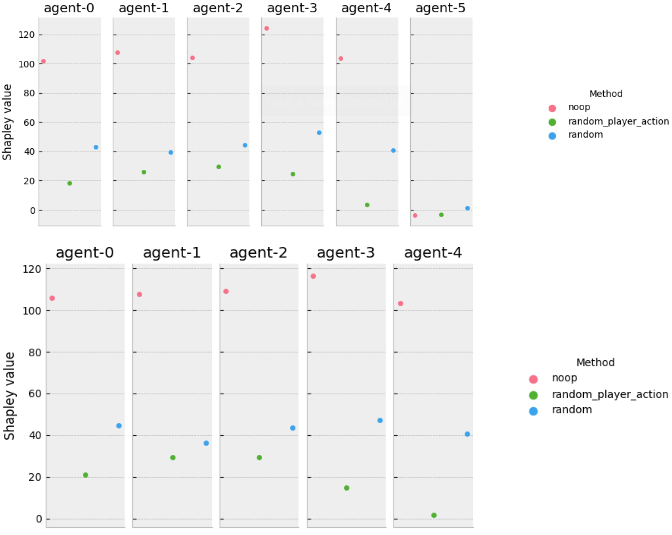 agent-0 agent-1 agent-2 agent-3 agent-4 agent-5
120
100
80
60
40
20
0
Shapley value
Method
noop
random_player_action
random
agent-0 agent-1 agent-2 agent-3 agent-4
120
100
80
60
40
20
0
Shapley value
Method
noop
random_player_action
random